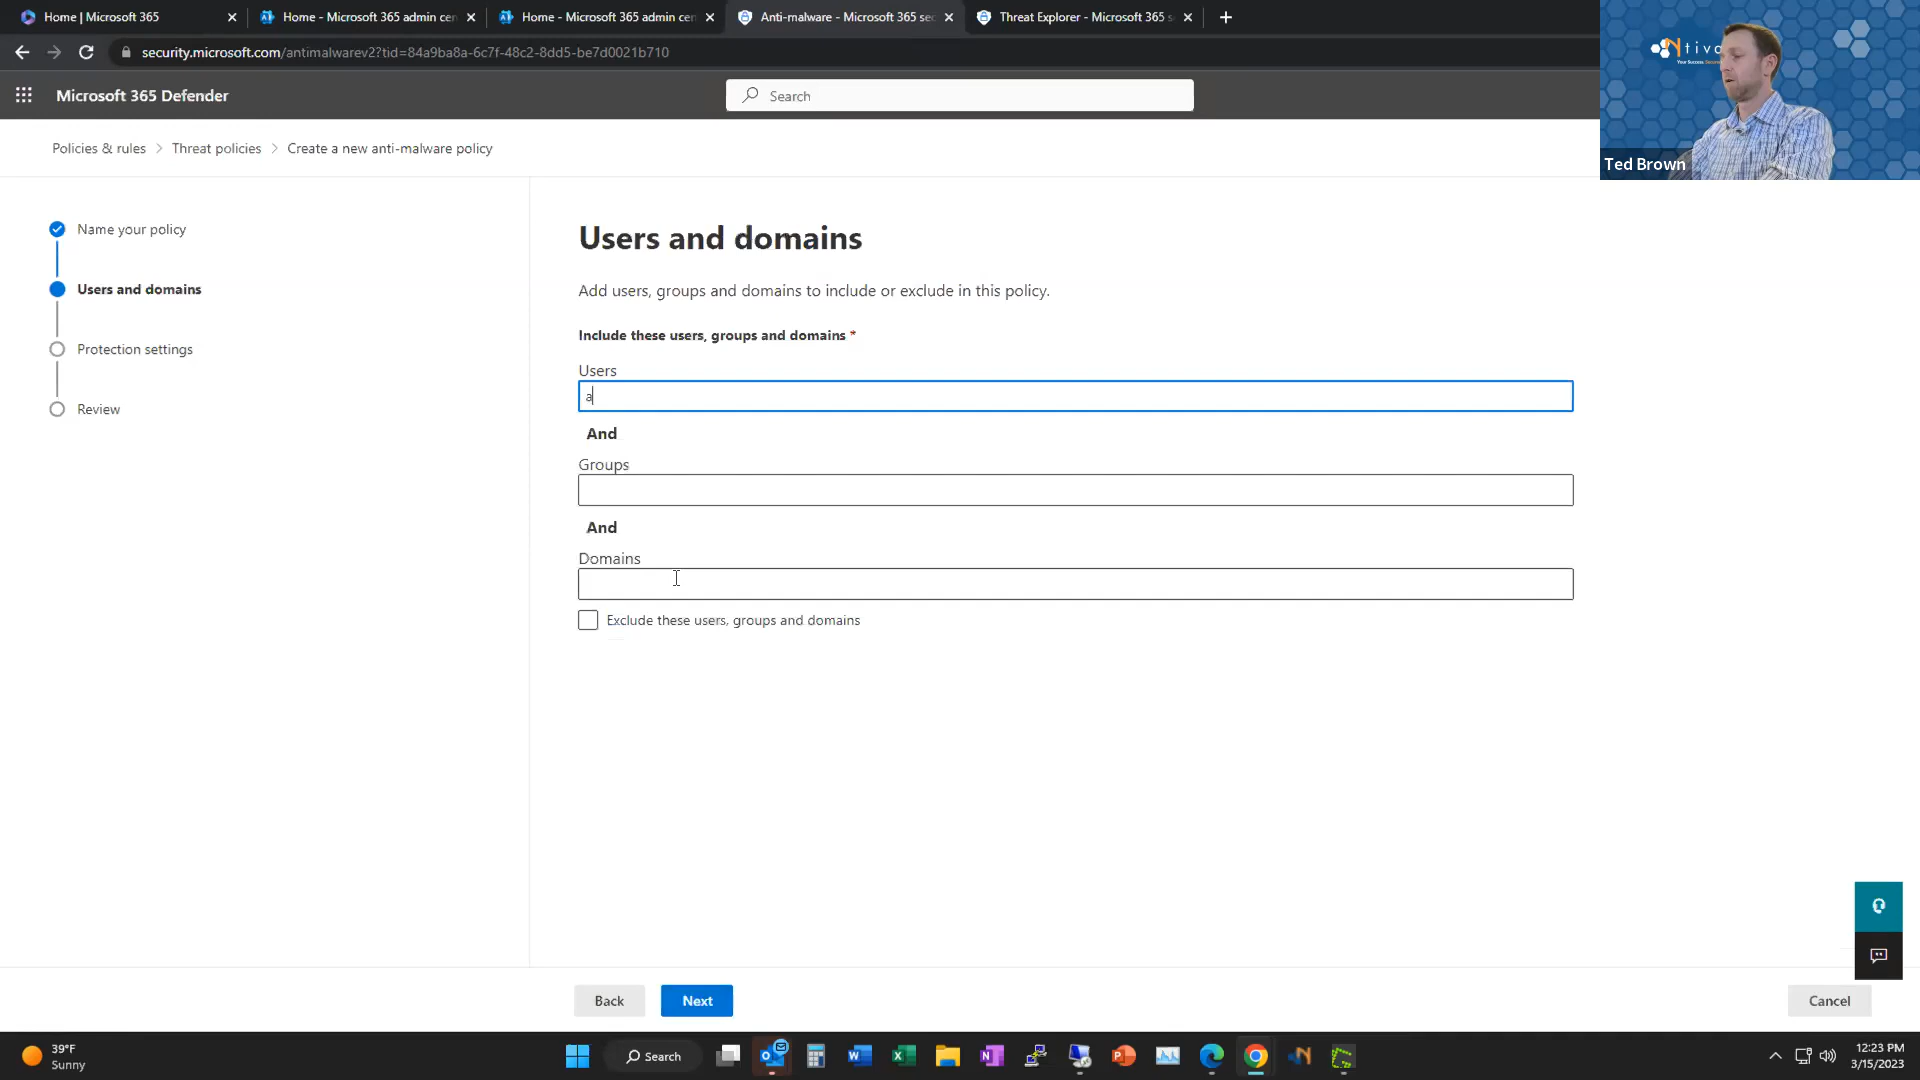 Home | Microsoft 365
Home - Microsoft 365 admin cen
Home - Microsoft 365 admin cen
Anti-malware - Microsoft 365 sec
Threat Explorer - Microsoft 365 s
security.microsoft.com/antimalwarev2?tid=84a9ba8a-6c7f-48c2-8dd5-be7d0021b710
Microsoft 365 Defender
Search
Ntiva
Ted Brown
Policies & rules > Threat policies > Create a new anti-malware policy
Name your policy
Users and domains
Protection settings
Review
Users and domains
Add users, groups and domains to include or exclude in this policy.
Include these users, groups and domains *
Users
a
And
Groups
And
Domains
Exclude these users, groups and domains
Back
Next
Cancel
39°F
Sunny
Search
12:23 PM
3/15/2023